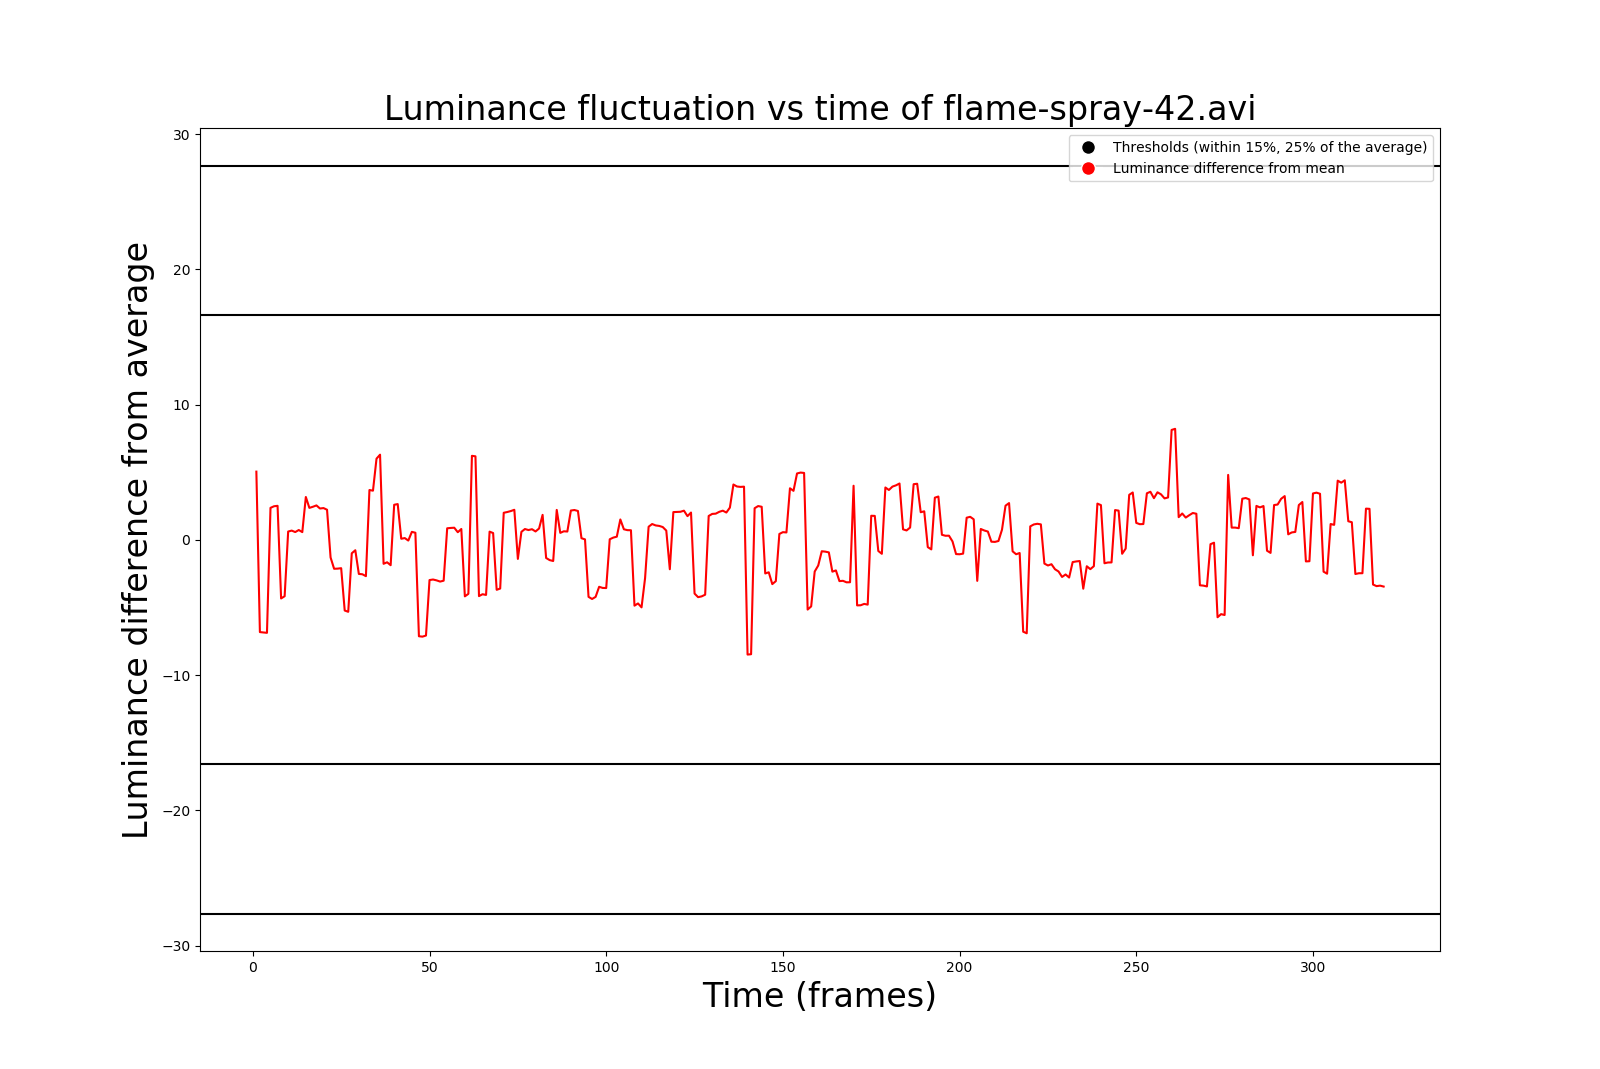 Luminance fluctuation vs time of flame-spray-42.avi
Thresholds (within 15%, 25% of the average)
Luminance difference from mean
Luminance difference from average
30
20
10
0
−10
−20
−30
0 50 100 150 200 250 300
Time (frames)